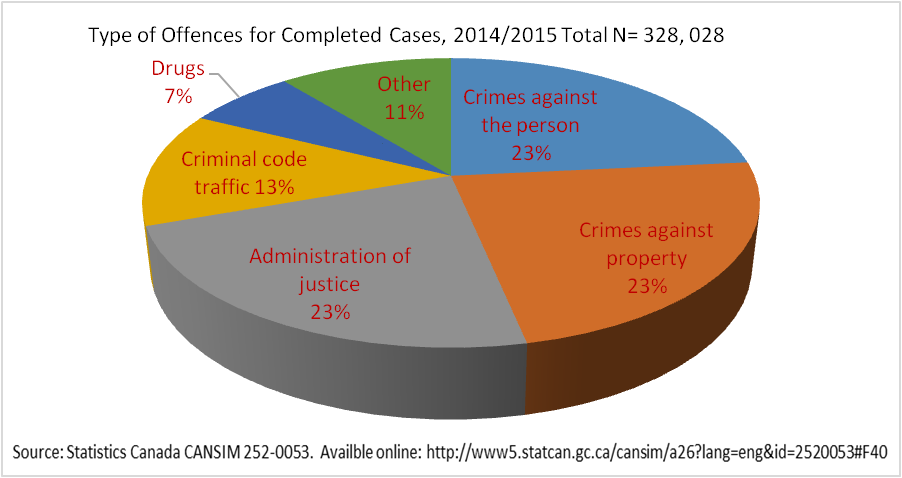 Type of Offences for Completed Cases, 2014/2015 Total N= 328, 028
Drugs
7%
Other
11%
Crimes against
the person
23%
Criminal code
traffic 13%
Crimes against
property
23%
Administration of
justice
23%
Source: Statistics Canada CANSIM 252-0053.  Availble online: http://www5.statcan.gc.ca/cansim/a26?lang=eng&id=2520053#F40